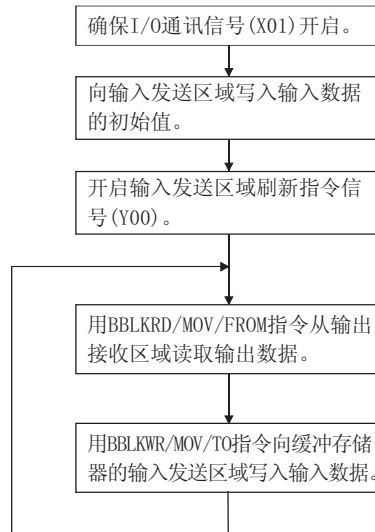 确保I/O通讯信号(X01)开启。
向输入发送区域写入输入数据
的初始值。
开启输入发送区域刷新指令信
号(Y00)。
用BBLKRD/MOV/FROM指令从输出
接收区域读取输出数据。
用BBLKWR/MOV/TO指令向缓冲存储
器的输入发送区域写入输入数据。